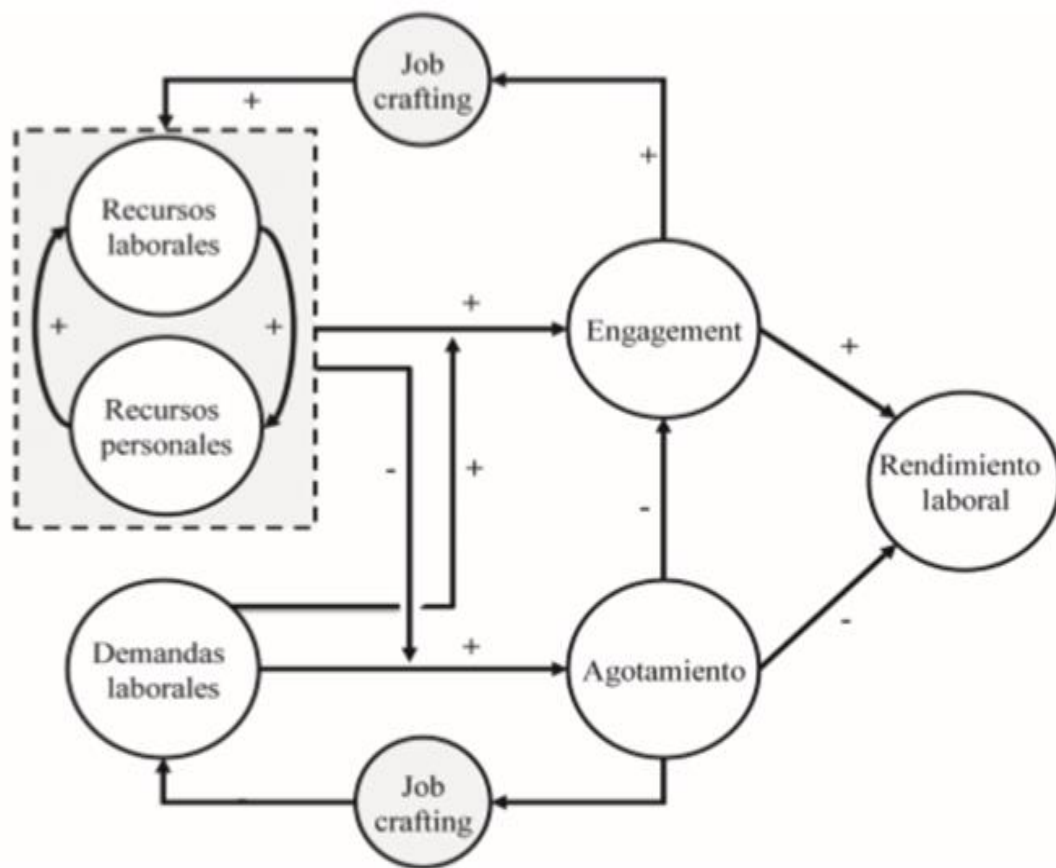 Job
crafting
+
+
Recursos
laborales
+
+
+
Engagement
+
Recursos
personales
-
+
-
Rendimiento
laboral
Demandas
laborales
+
Agotamiento
-
Job
crafting
-